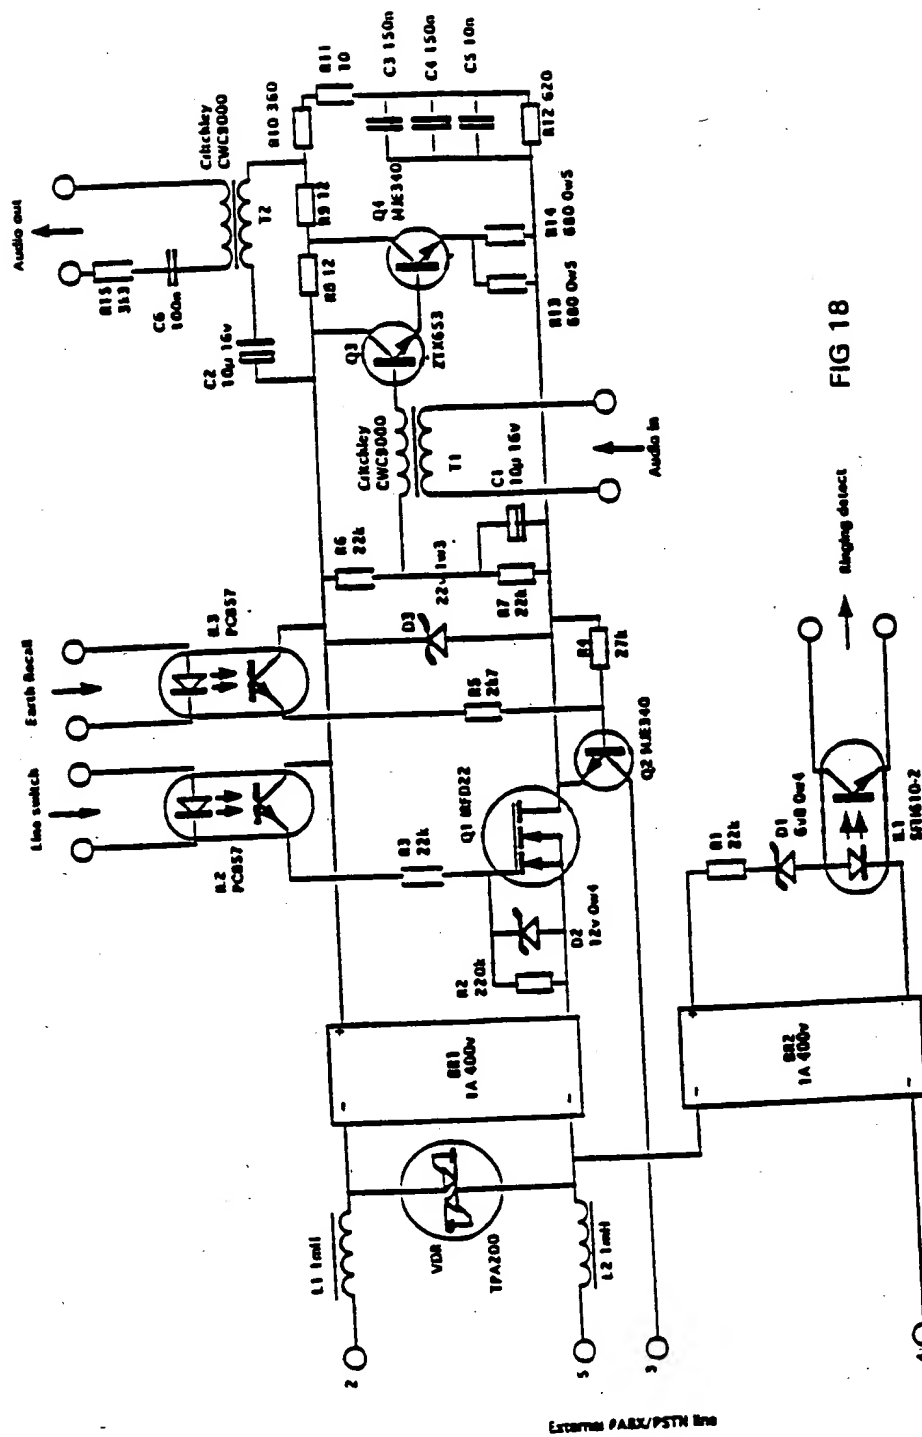 Audio out
R15
3k3
C6
100n
Critchley
CWC9000
T2
C2
10µ 16v
R10 360
R11
10
R9 12
R8 12
C3 150n
C4 150n
C5 10n
R12 620
Q4
MJE340
Q3
ZTX653
R14
680 0w5
R13
680 0w5
Critchley
CWC9000
T1
C1
10µ 16v
Audio in
R6
22k
R7
22k
D3
22v 1w3
Earth Recall
IL3
PC857
Line switch
IL2
PC857
R5
2k7
R4
27k
Q2 MJE340
R3
22k
Q1 IRFD22
D2
12v 0w4
R2
220k
+
BR1
1A 400v
-
-
VDR
TPA200
L1 1mH
L2 1mH
2
5
3
4
+
BR2
1A 400v
-
-
R1
22k
D1
6v8 0w4
IL1
Ringing detect
FIG 18
External PABX/PSTN line